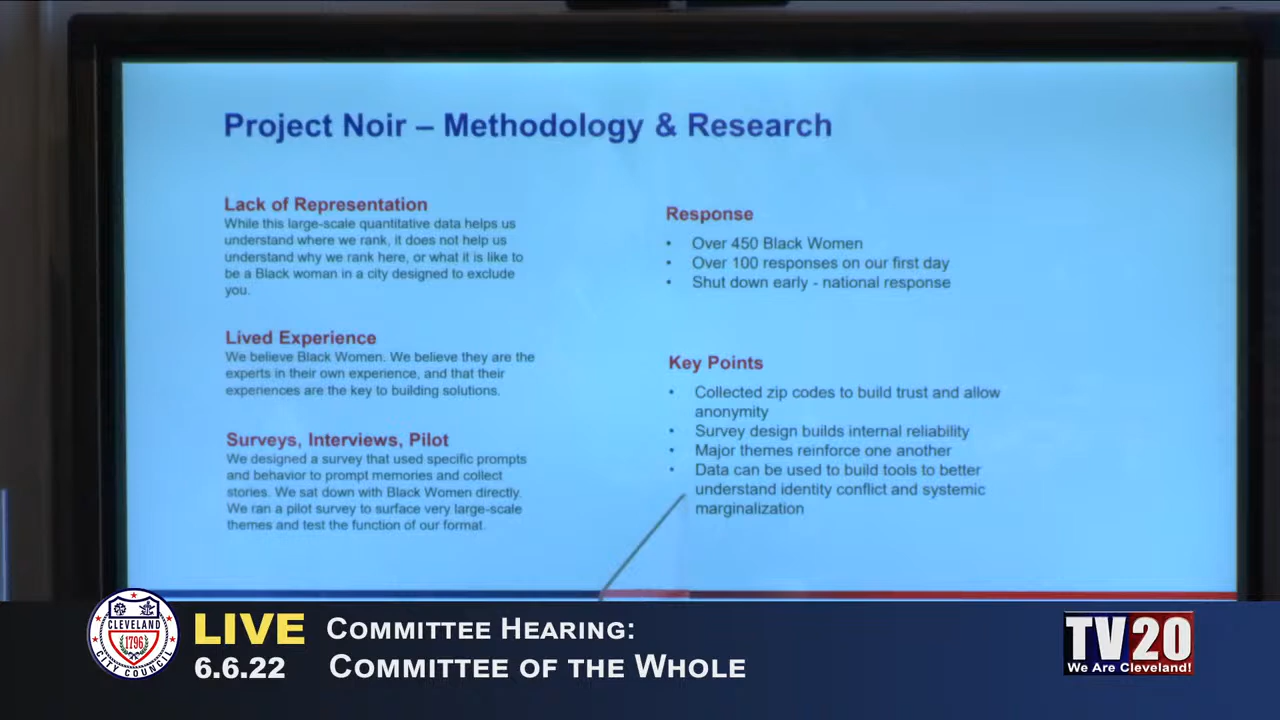 Project Noir – Methodology & Research
Lack of Representation
While this large-scale quantitative data helps us
understand where we rank, it does not help us
understand why we rank here, or what it is like to
be a Black woman in a city designed to exclude
you.
Lived Experience
We believe Black Women. We believe they are the
experts in their own experience, and that their
experiences are the key to building solutions.
Surveys, Interviews, Pilot
We designed a survey that used specific prompts
and behavior to prompt memories and collect
stories. We sat down with Black Women directly.
We ran a pilot survey to surface very large-scale
themes and test the function of our format.
Response
• Over 450 Black Women
• Over 100 responses on our first day
• Shut down early - national response
Key Points
• Collected zip codes to build trust and allow
anonymity
• Survey design builds internal reliability
• Major themes reinforce one another
• Data can be used to build tools to better
understand identity conflict and systemic
marginalization
CLEVELAND
1796
CITY COUNCIL
LIVE
6.6.22
COMMITTEE HEARING:
COMMITTEE OF THE WHOLE
TV20
We Are Cleveland!